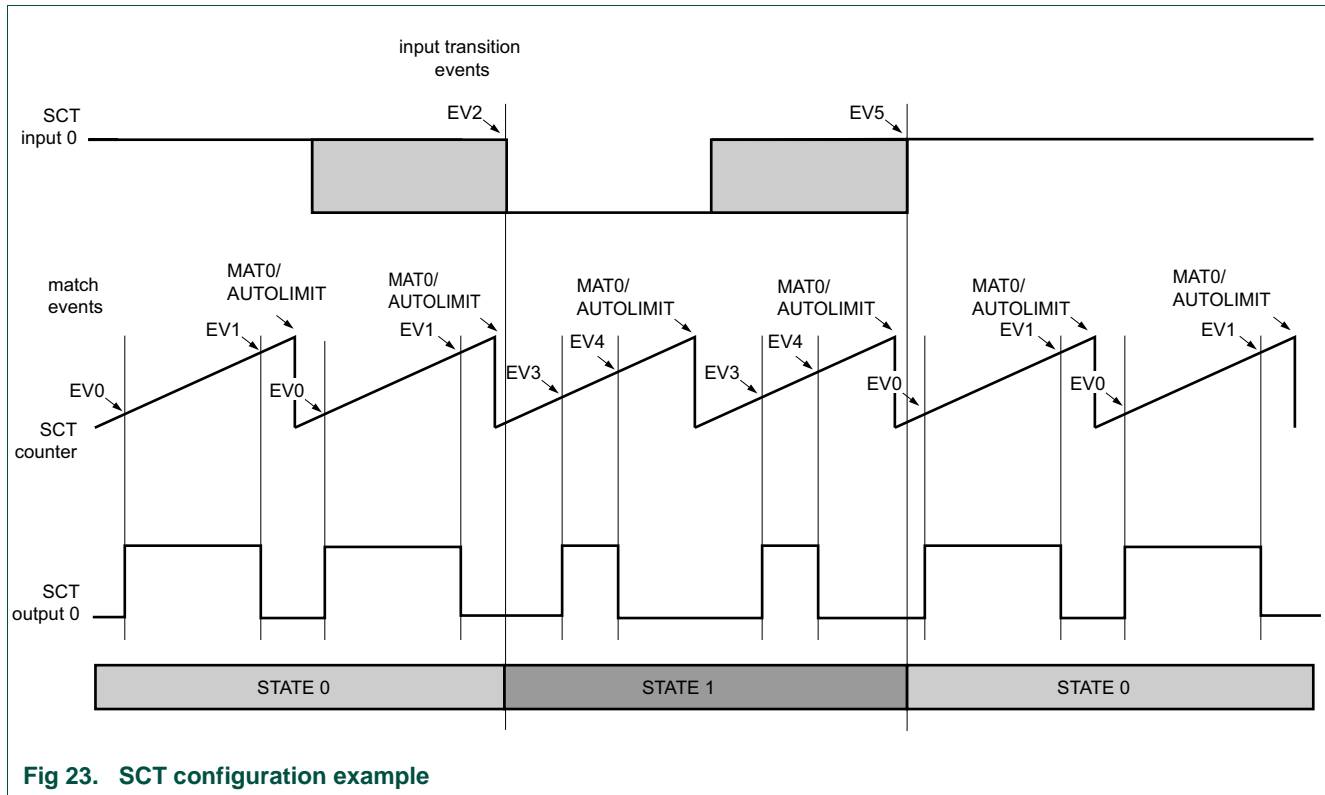 input transition
events
SCT
input 0
EV2
EV5
match
events
MAT0/
AUTOLIMIT
MAT0/
AUTOLIMIT
MAT0/
AUTOLIMIT
MAT0/
AUTOLIMIT
MAT0/
AUTOLIMIT
MAT0/
AUTOLIMIT
EV0
EV1
EV0
EV1
EV3
EV4
EV3
EV4
EV0
EV1
EV0
EV1
SCT
counter
SCT
output 0
STATE 0
STATE 1
STATE 0
Fig 23. SCT configuration example